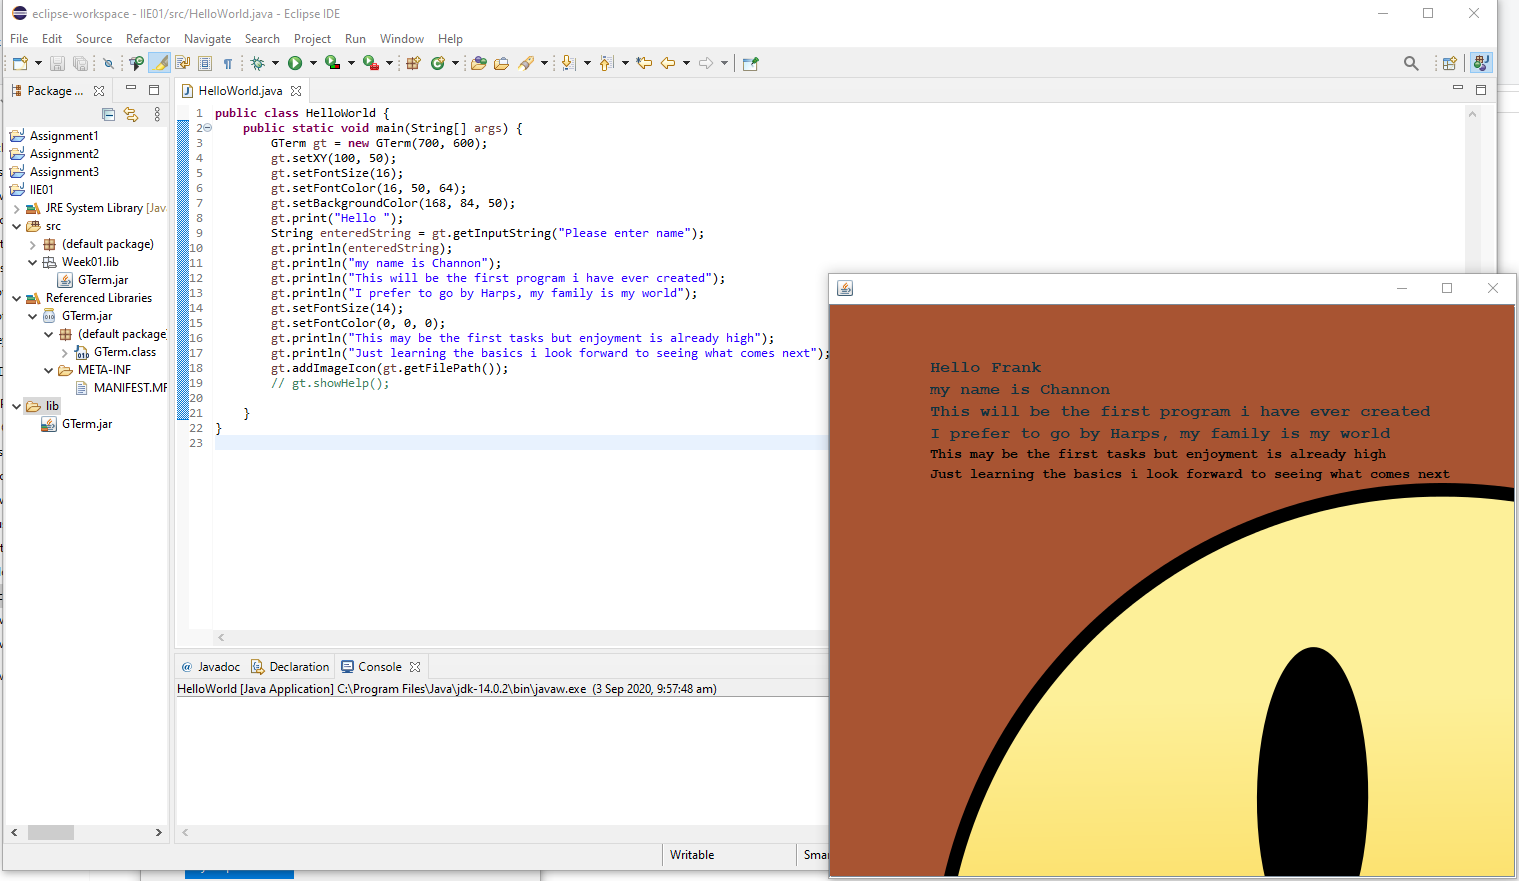 eclipse-workspace - IIE01/src/HelloWorld.java - Eclipse IDE
File Edit Source Refactor Navigate Search Project Run Window Help
Package ...
HelloWorld.java
Assignment1
Assignment2
Assignment3
IIE01
JRE System Library [Jav
src
(default package)
Week01.lib
GTerm.jar
Referenced Libraries
GTerm.jar
(default package
GTerm.class
META-INF
MANIFEST.MF
lib
GTerm.jar
1 public class HelloWorld {
2 public static void main(String[] args) {
3 GTerm gt = new GTerm(700, 600);
4 gt.setXY(100, 50);
5 gt.setFontSize(16);
6 gt.setFontColor(16, 50, 64);
7 gt.setBackgroundColor(168, 84, 50);
8 gt.print("Hello ");
9 String enteredString = gt.getInputString("Please enter name");
10 gt.println(enteredString);
11 gt.println("my name is Channon");
12 gt.println("This will be the first program i have ever created");
13 gt.println("I prefer to go by Harps, my family is my world");
14 gt.setFontSize(14);
15 gt.setFontColor(0, 0, 0);
16 gt.println("This may be the first tasks but enjoyment is already high");
17 gt.println("Just learning the basics i look forward to seeing what comes next");
18 gt.addImageIcon(gt.getFilePath());
19 // gt.showHelp();
20
21 }
22 }
23
@ Javadoc Declaration Console
HelloWorld [Java Application] C:\Program Files\Java\jdk-14.0.2\bin\javaw.exe (3 Sep 2020, 9:57:48 am)
Writable
Smar
Hello Frank
my name is Channon
This will be the first program i have ever created
I prefer to go by Harps, my family is my world
This may be the first tasks but enjoyment is already high
Just learning the basics i look forward to seeing what comes next